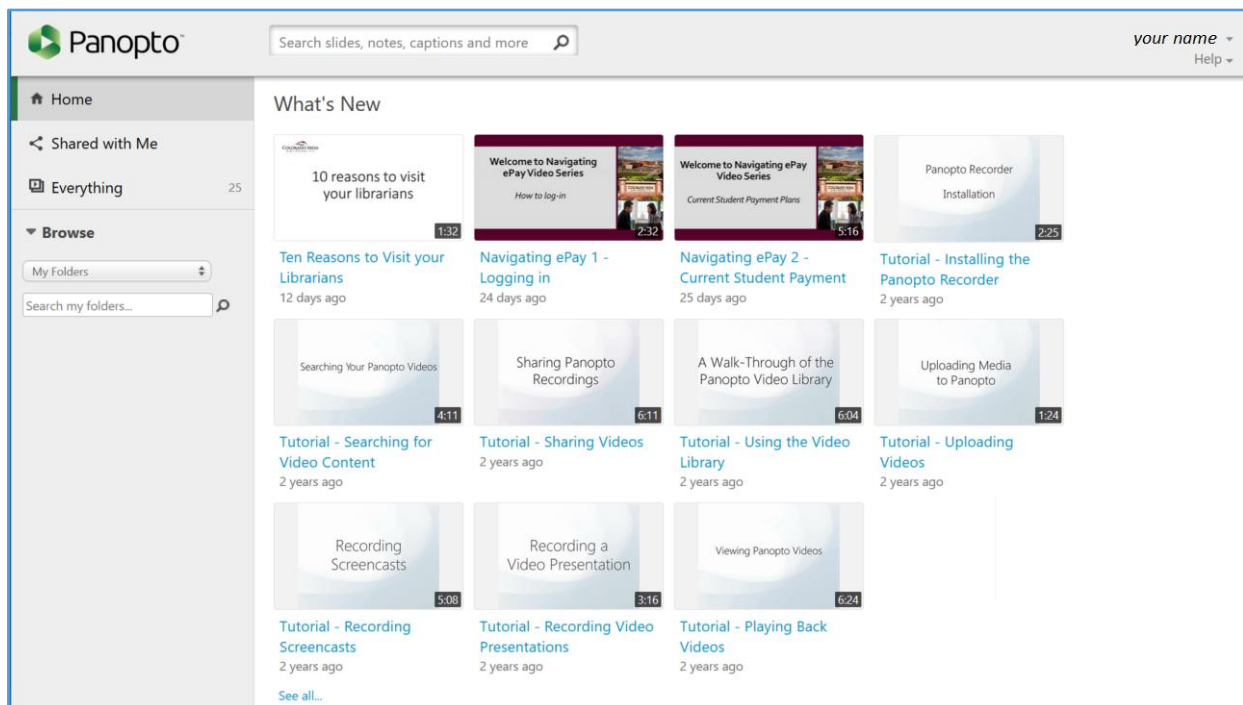 Panopto
Search slides, notes, captions and more
your name
Help
Home
Shared with Me
Everything 25
Browse
My Folders
Search my folders...
What's New
10 reasons to visit
your librarians
1:32
Ten Reasons to Visit your
Librarians
12 days ago
Welcome to Navigating
ePay Video Series
How to log-in
2:32
Navigating ePay 1 -
Logging in
24 days ago
Welcome to Navigating ePay
Video Series
Current Student Payment Plans
5:16
Navigating ePay 2 -
Current Student Payment
25 days ago
Panopto Recorder
Installation
2:25
Tutorial - Installing the
Panopto Recorder
2 years ago
Searching Your Panopto Videos
4:11
Tutorial - Searching for
Video Content
2 years ago
Sharing Panopto
Recordings
6:11
Tutorial - Sharing Videos
2 years ago
A Walk-Through of the
Panopto Video Library
6:04
Tutorial - Using the Video
Library
2 years ago
Uploading Media
to Panopto
1:24
Tutorial - Uploading
Videos
2 years ago
Recording
Screencasts
5:08
Tutorial - Recording
Screencasts
2 years ago
Recording a
Video Presentation
3:16
Tutorial - Recording Video
Presentations
2 years ago
Viewing Panopto Videos
6:24
Tutorial - Playing Back
Videos
2 years ago
See all...